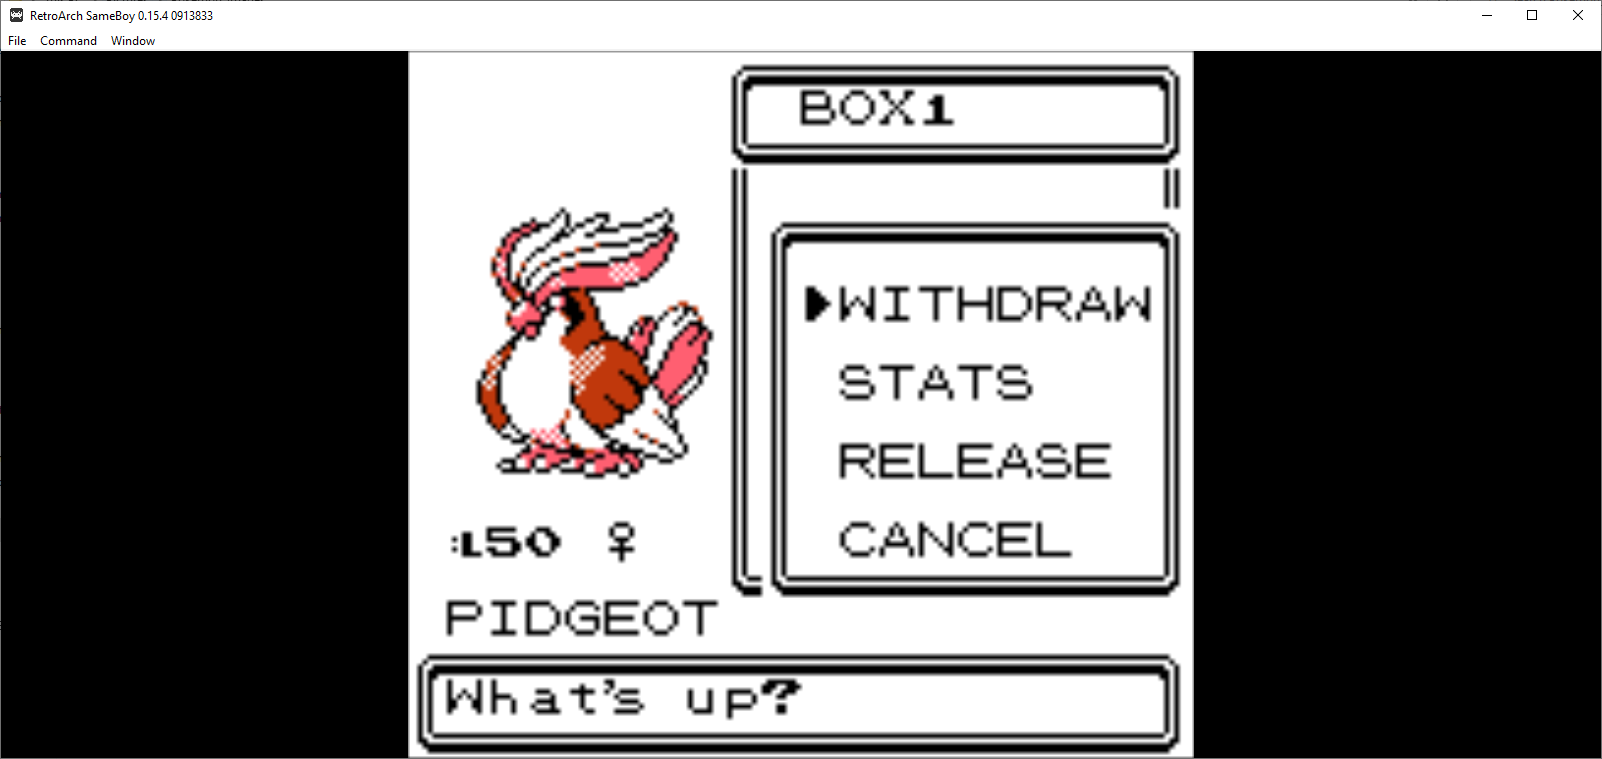 RetroArch SameBoy 0.15.4 0913833
File Command Window
BOX1
▶WITHDRAW
STATS
RELEASE
CANCEL
:L50 ♀
PIDGEOT
What's up?